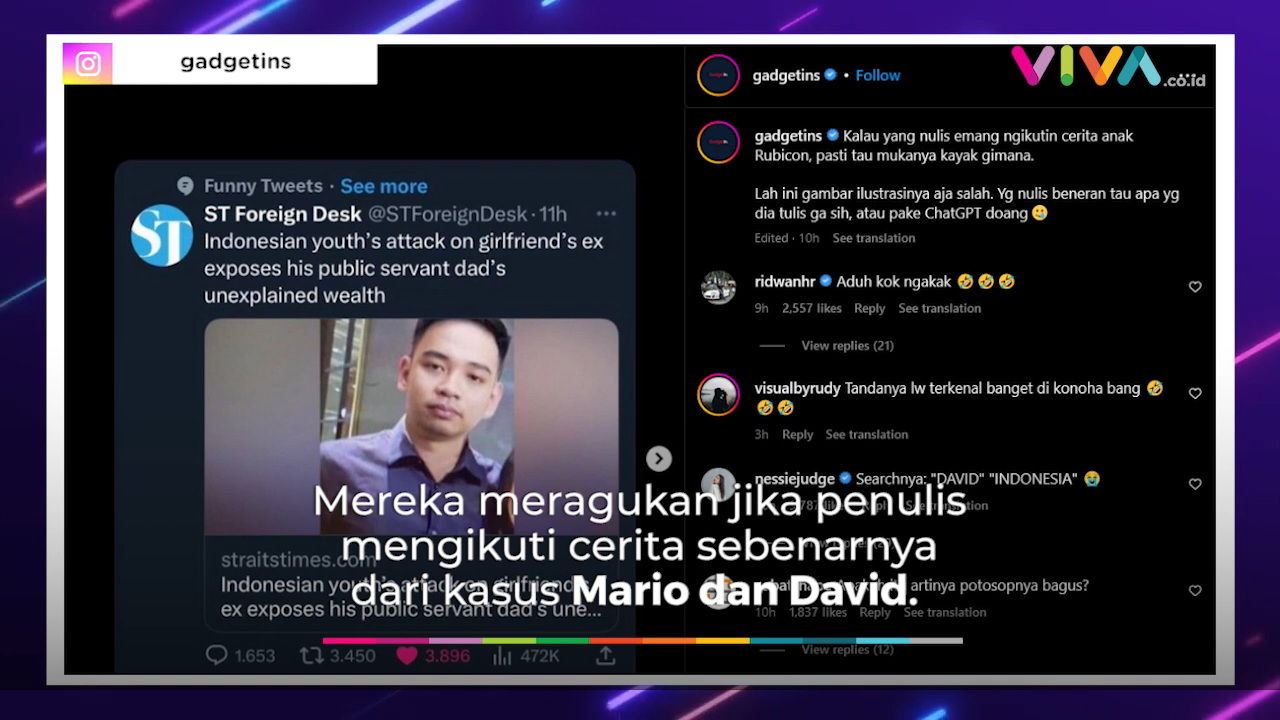 gadgetins
VIVA.co.id
Funny Tweets · See more
ST
ST Foreign Desk @STForeignDesk · 11h
Indonesian youth's attack on girlfriend's ex
exposes his public servant dad's
unexplained wealth
straitstimes.com
Indonesian youth's attack on girlfriend's
ex exposes his public servant dad's une...
1.653 3.450 3.896 472K
gadgetins • Follow
gadgetins Kalau yang nulis emang ngikutin cerita anak
Rubicon, pasti tau mukanya kayak gimana.
Lah ini gambar ilustrasinya aja salah. Yg nulis beneran tau apa yg
dia tulis ga sih, atau pake ChatGPT doang 🥲
Edited · 10h See translation
ridwanhr Aduh kok ngakak 🤣🤣🤣
9h 2,557 likes Reply See translation
View replies (21)
visualbyrudy Tandanya lw terkenal banget di konoha bang 🤣
🤣🤣
3h Reply See translation
nessiejudge Searchnya: "DAVID" "INDONESIA" 😭
artinya potosopnya bagus?
10h 1,837 likes Reply See translation
View replies (12)
Mereka meragukan jika penulis
mengikuti cerita sebenarnya
dari kasus Mario dan David.